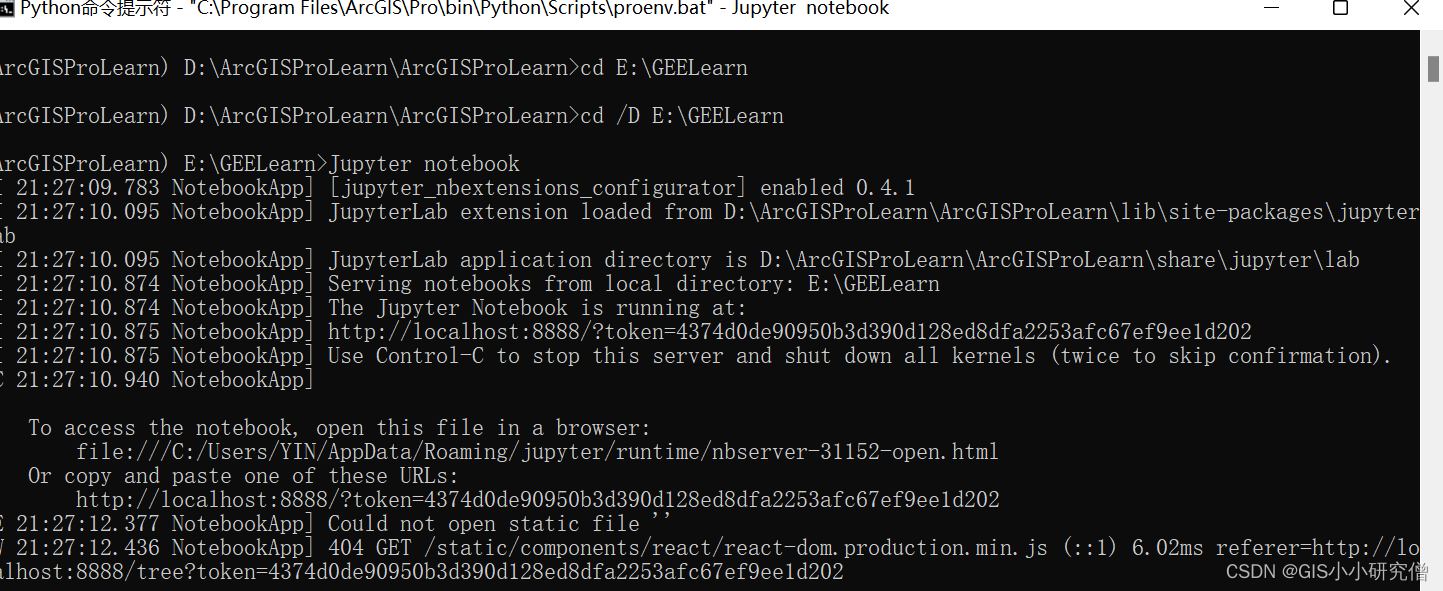 Python命令提示符 - "C:\Program Files\ArcGIS\Pro\bin\Python\Scripts\proenv.bat" - Jupyter notebook
ArcGISProLearn) D:\ArcGISProLearn\ArcGISProLearn>cd E:\GEELearn
ArcGISProLearn) D:\ArcGISProLearn\ArcGISProLearn>cd /D E:\GEELearn
ArcGISProLearn) E:\GEELearn>Jupyter notebook
I 21:27:09.783 NotebookApp] [jupyter_nbextensions_configurator] enabled 0.4.1
I 21:27:10.095 NotebookApp] JupyterLab extension loaded from D:\ArcGISProLearn\ArcGISProLearn\lib\site-packages\jupyter
ab
I 21:27:10.095 NotebookApp] JupyterLab application directory is D:\ArcGISProLearn\ArcGISProLearn\share\jupyter\lab
I 21:27:10.874 NotebookApp] Serving notebooks from local directory: E:\GEELearn
I 21:27:10.874 NotebookApp] The Jupyter Notebook is running at:
I 21:27:10.875 NotebookApp] http://localhost:8888/?token=4374d0de90950b3d390d128ed8dfa2253afc67ef9ee1d202
I 21:27:10.875 NotebookApp] Use Control-C to stop this server and shut down all kernels (twice to skip confirmation).
C 21:27:10.940 NotebookApp]
To access the notebook, open this file in a browser:
file:///C:/Users/YIN/AppData/Roaming/jupyter/runtime/nbserver-31152-open.html
Or copy and paste one of these URLs:
http://localhost:8888/?token=4374d0de90950b3d390d128ed8dfa2253afc67ef9ee1d202
E 21:27:12.377 NotebookApp] Could not open static file ''
W 21:27:12.436 NotebookApp] 404 GET /static/components/react/react-dom.production.min.js (::1) 6.02ms referer=http://lo
alhost:8888/tree?token=4374d0de90950b3d390d128ed8dfa2253afc67ef9ee1d202
CSDN @GIS小小研究僧